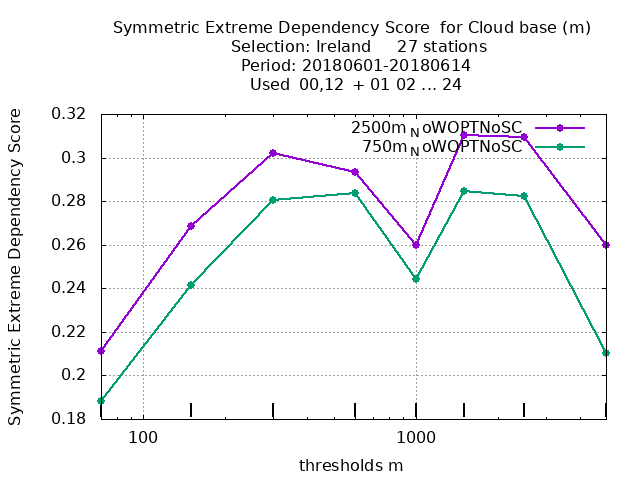 Symmetric Extreme Dependency Score for Cloud base (m)
Selection: Ireland 27 stations
Period: 20180601-20180614
Used 00,12 + 01 02 ... 24
Symmetric Extreme Dependency Score
0.32
0.3
0.28
0.26
0.24
0.22
0.2
0.18
2500mNoWOPTNoSC
750mNoWOPTNoSC
100
1000
thresholds m